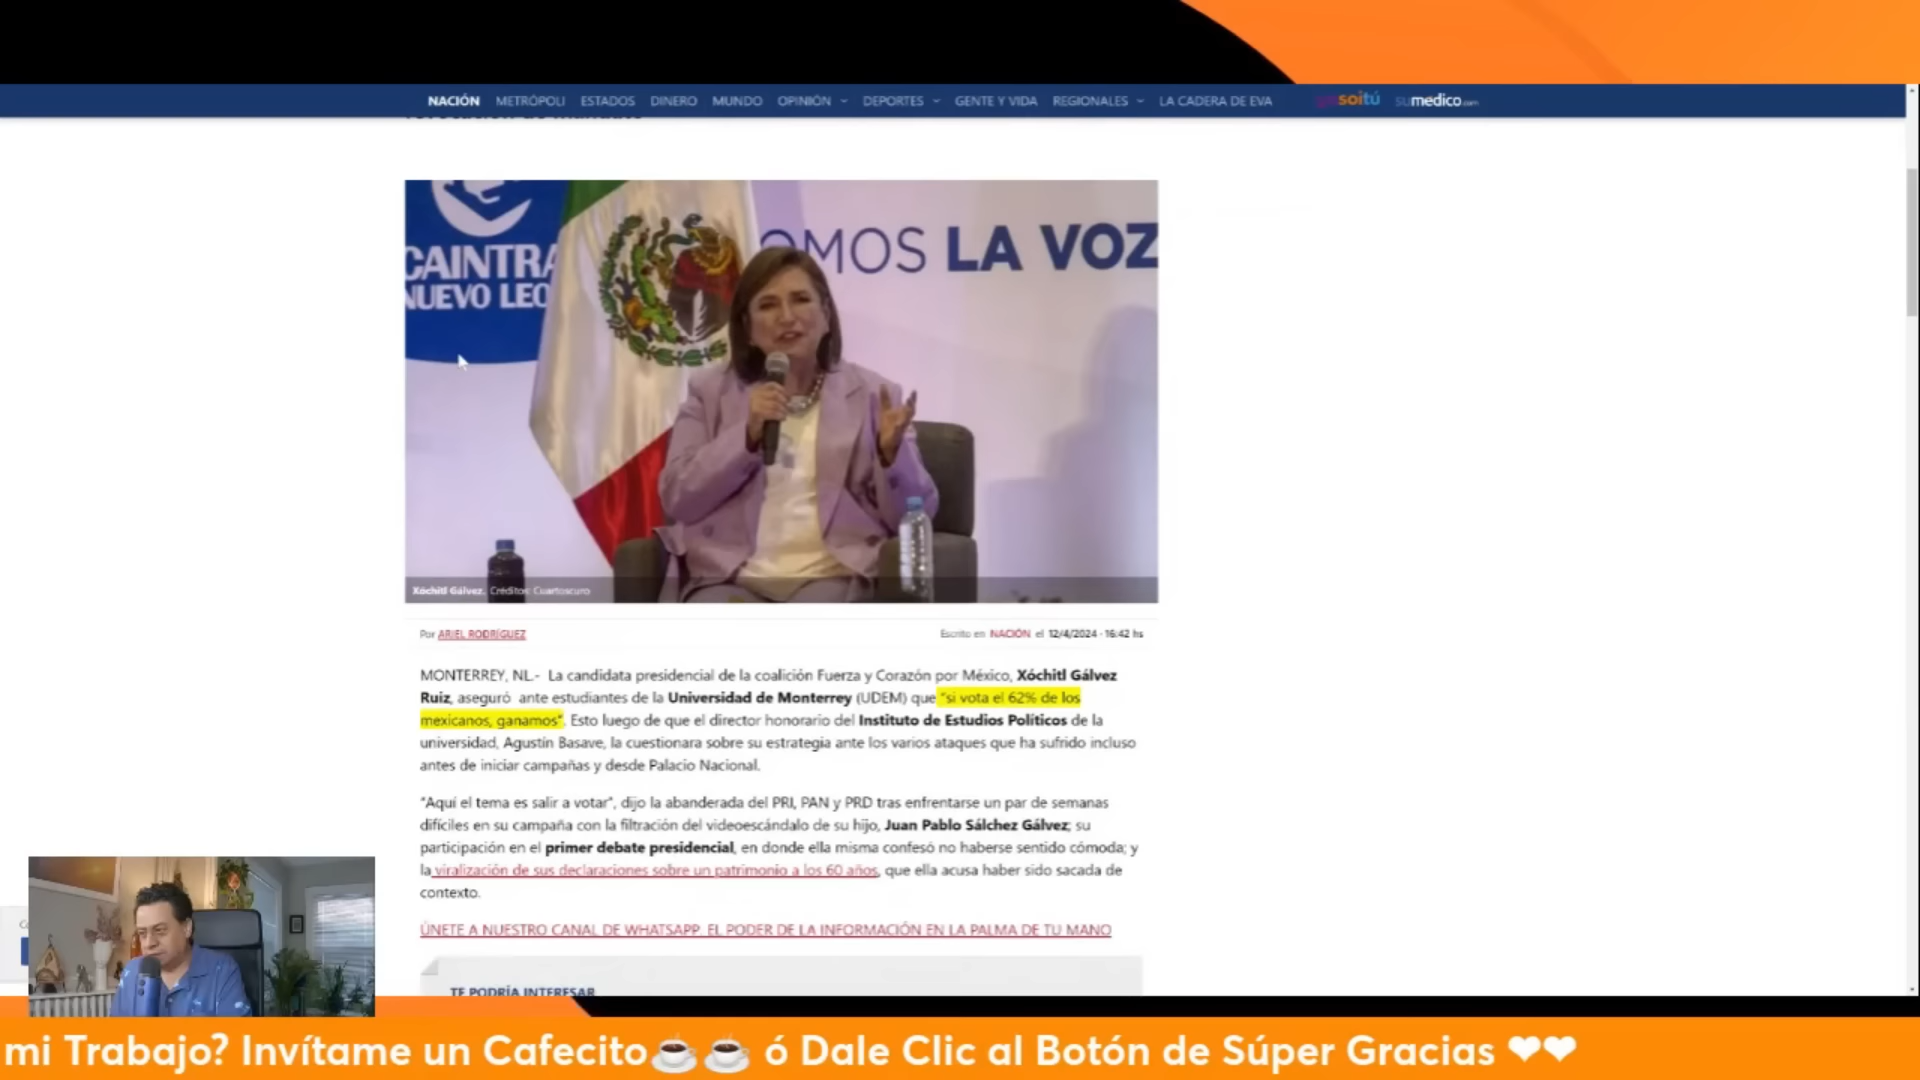 NACIÓN METRÓPOLI ESTADOS DINERO MUNDO OPINIÓN DEPORTES GENTE Y VIDA REGIONALES LA CADERA DE EVA soitú sumedico.com
CAINTRA
NUEVO LEO
OMOS LA VOZ
Xóchitl Gálvez. Créditos: Cuartoscuro
Por ARIEL RODRÍGUEZ
Escrito en NACIÓN el 12/4/2024 · 16:42 hs
MONTERREY, NL.- La candidata presidencial de la coalición Fuerza y Corazón por México, Xóchitl Gálvez
Ruiz, aseguró ante estudiantes de la Universidad de Monterrey (UDEM) que "si vota el 62% de los
mexicanos, ganamos". Esto luego de que el director honorario del Instituto de Estudios Políticos de la
universidad, Agustín Basave, la cuestionara sobre su estrategia ante los varios ataques que ha sufrido incluso
antes de iniciar campañas y desde Palacio Nacional.
"Aquí el tema es salir a votar", dijo la abanderada del PRI, PAN y PRD tras enfrentarse un par de semanas
difíciles en su campaña con la filtración del videoescándalo de su hijo, Juan Pablo Sálchez Gálvez; su
participación en el primer debate presidencial, en donde ella misma confesó no haberse sentido cómoda; y
la viralización de sus declaraciones sobre un patrimonio a los 60 años, que ella acusa haber sido sacada de
contexto.
ÚNETE A NUESTRO CANAL DE WHATSAPP. EL PODER DE LA INFORMACIÓN EN LA PALMA DE TU MANO
TE PODRÍA INTERESAR
mi Trabajo? Invítame un Cafecito☕☕ ó Dale Clic al Botón de Súper Gracias ❤❤